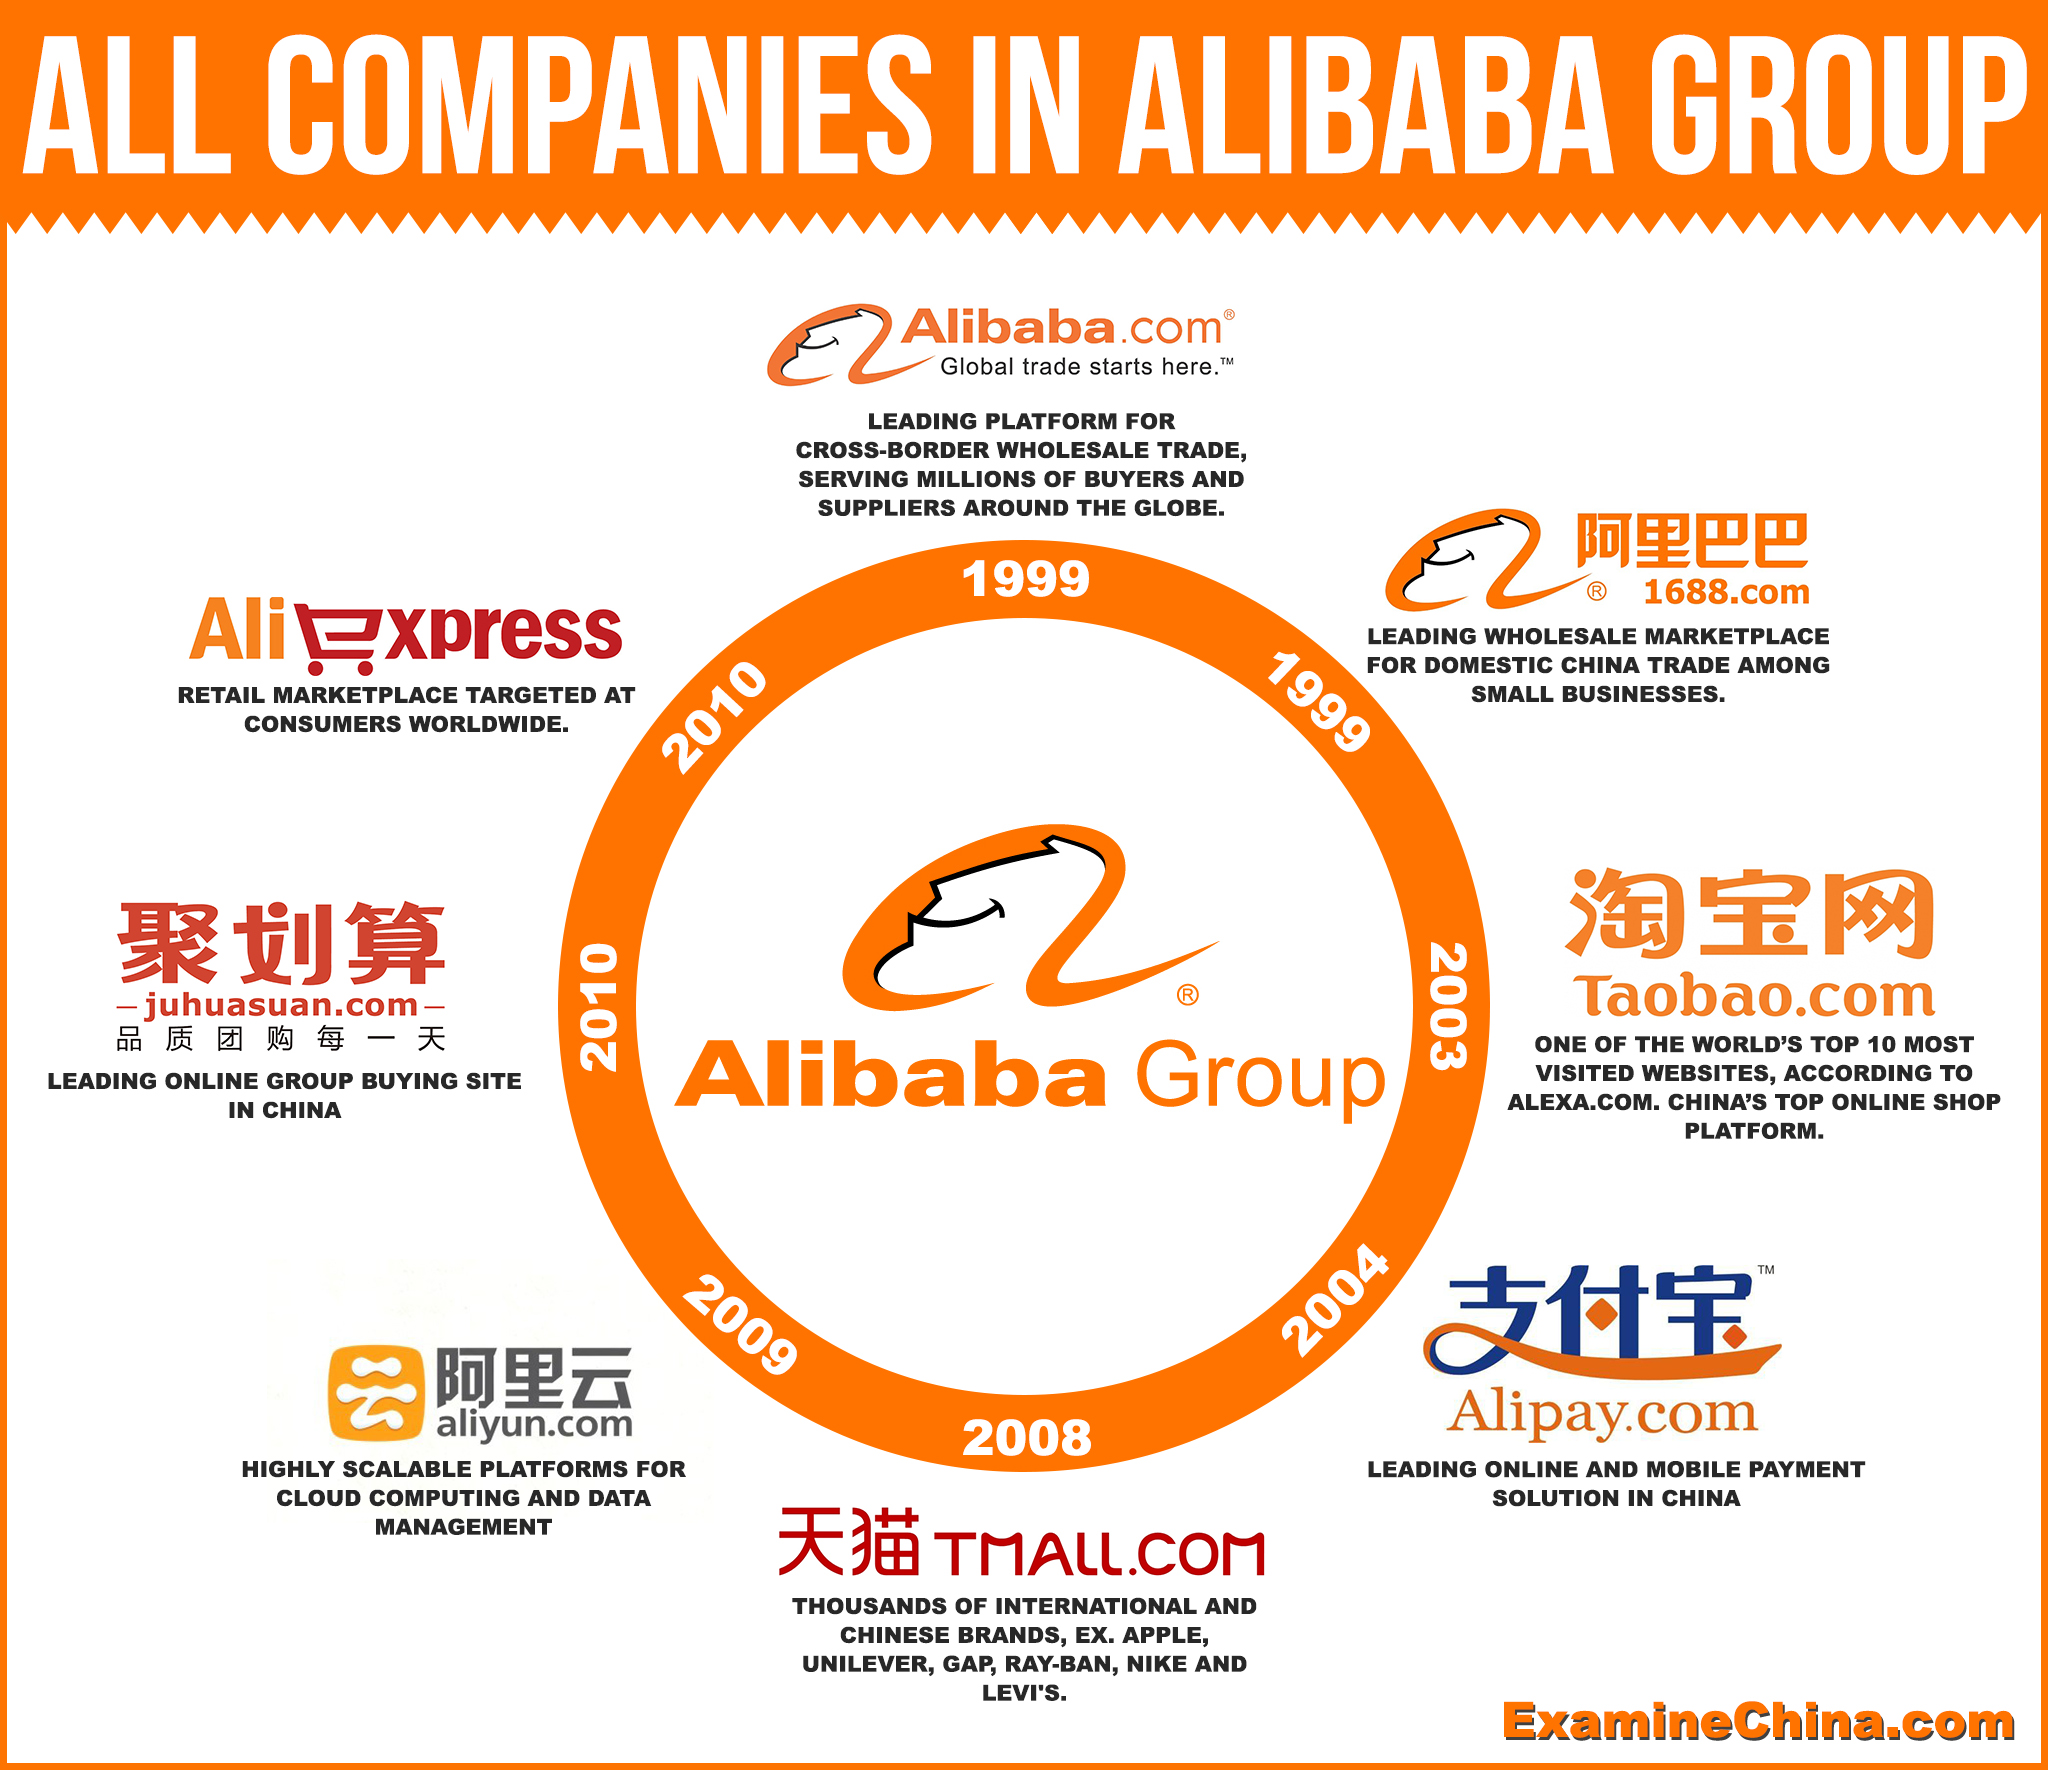 ALL COMPANIES IN ALIBABA GROUP
Alibaba.com®
Global trade starts here.™
LEADING PLATFORM FOR
CROSS-BORDER WHOLESALE TRADE,
SERVING MILLIONS OF BUYERS AND
SUPPLIERS AROUND THE GLOBE.
1999
阿里巴巴
® 1688.com
LEADING WHOLESALE MARKETPLACE
FOR DOMESTIC CHINA TRADE AMONG
SMALL BUSINESSES.
1999
淘宝网
Taobao.com
ONE OF THE WORLD’S TOP 10 MOST
VISITED WEBSITES, ACCORDING TO
ALEXA.COM. CHINA’S TOP ONLINE SHOP
PLATFORM.
2003
支付宝™
Alipay.com
LEADING ONLINE AND MOBILE PAYMENT
SOLUTION IN CHINA
2004
2008
天猫 TMALL.COM
THOUSANDS OF INTERNATIONAL AND
CHINESE BRANDS, EX. APPLE,
UNILEVER, GAP, RAY-BAN, NIKE AND
LEVI'S.
2009
阿里云
aliyun.com
HIGHLY SCALABLE PLATFORMS FOR
CLOUD COMPUTING AND DATA
MANAGEMENT
2010
聚划算
juhuasuan.com
品质团购每一天
LEADING ONLINE GROUP BUYING SITE
IN CHINA
2010
AliExpress
RETAIL MARKETPLACE TARGETED AT
CONSUMERS WORLDWIDE.
®
Alibaba Group
ExamineChina.com